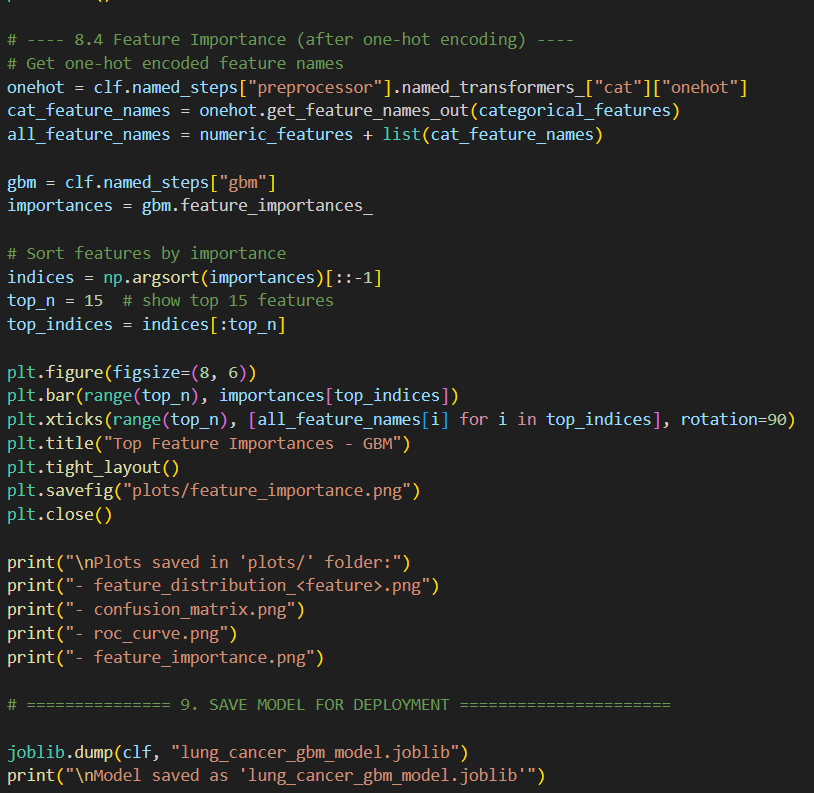 # ---- 8.4 Feature Importance (after one-hot encoding) ----
# Get one-hot encoded feature names
onehot = clf.named_steps["preprocessor"].named_transformers_["cat"]["onehot"]
cat_feature_names = onehot.get_feature_names_out(categorical_features)
all_feature_names = numeric_features + list(cat_feature_names)

gbm = clf.named_steps["gbm"]
importances = gbm.feature_importances_

# Sort features by importance
indices = np.argsort(importances)[::-1]
top_n = 15  # show top 15 features
top_indices = indices[:top_n]

plt.figure(figsize=(8, 6))
plt.bar(range(top_n), importances[top_indices])
plt.xticks(range(top_n), [all_feature_names[i] for i in top_indices], rotation=90)
plt.title("Top Feature Importances - GBM")
plt.tight_layout()
plt.savefig("plots/feature_importance.png")
plt.close()

print("\nPlots saved in 'plots/' folder:")
print("- feature_distribution_<feature>.png")
print("- confusion_matrix.png")
print("- roc_curve.png")
print("- feature_importance.png")

# =============== 9. SAVE MODEL FOR DEPLOYMENT ======================

joblib.dump(clf, "lung_cancer_gbm_model.joblib")
print("\nModel saved as 'lung_cancer_gbm_model.joblib'")